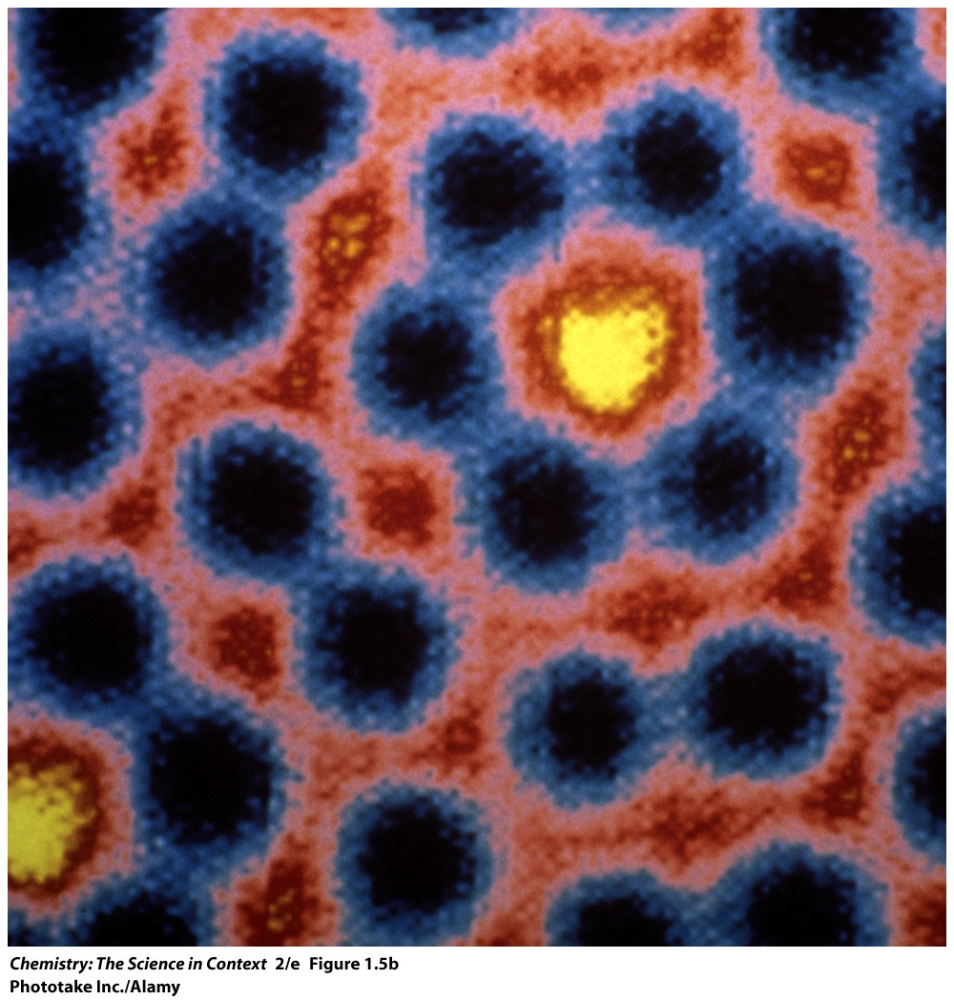 Chemistry: The Science in Context 2/e Figure 1.5b
Phototake Inc./Alamy